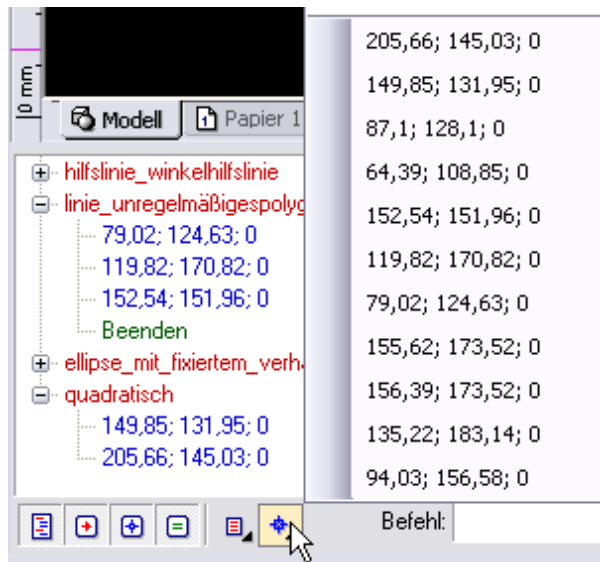 0 mm
Modell
Papier 1
hilfslinie_winkelhilfslinie
linie_unregelmäßigespolyg
79,02; 124,63; 0
119,82; 170,82; 0
152,54; 151,96; 0
Beenden
ellipse_mit_fixiertem_verh
quadratisch
149,85; 131,95; 0
205,66; 145,03; 0
205,66; 145,03; 0
149,85; 131,95; 0
87,1; 128,1; 0
64,39; 108,85; 0
152,54; 151,96; 0
119,82; 170,82; 0
79,02; 124,63; 0
155,62; 173,52; 0
156,39; 173,52; 0
135,22; 183,14; 0
94,03; 156,58; 0
Befehl: